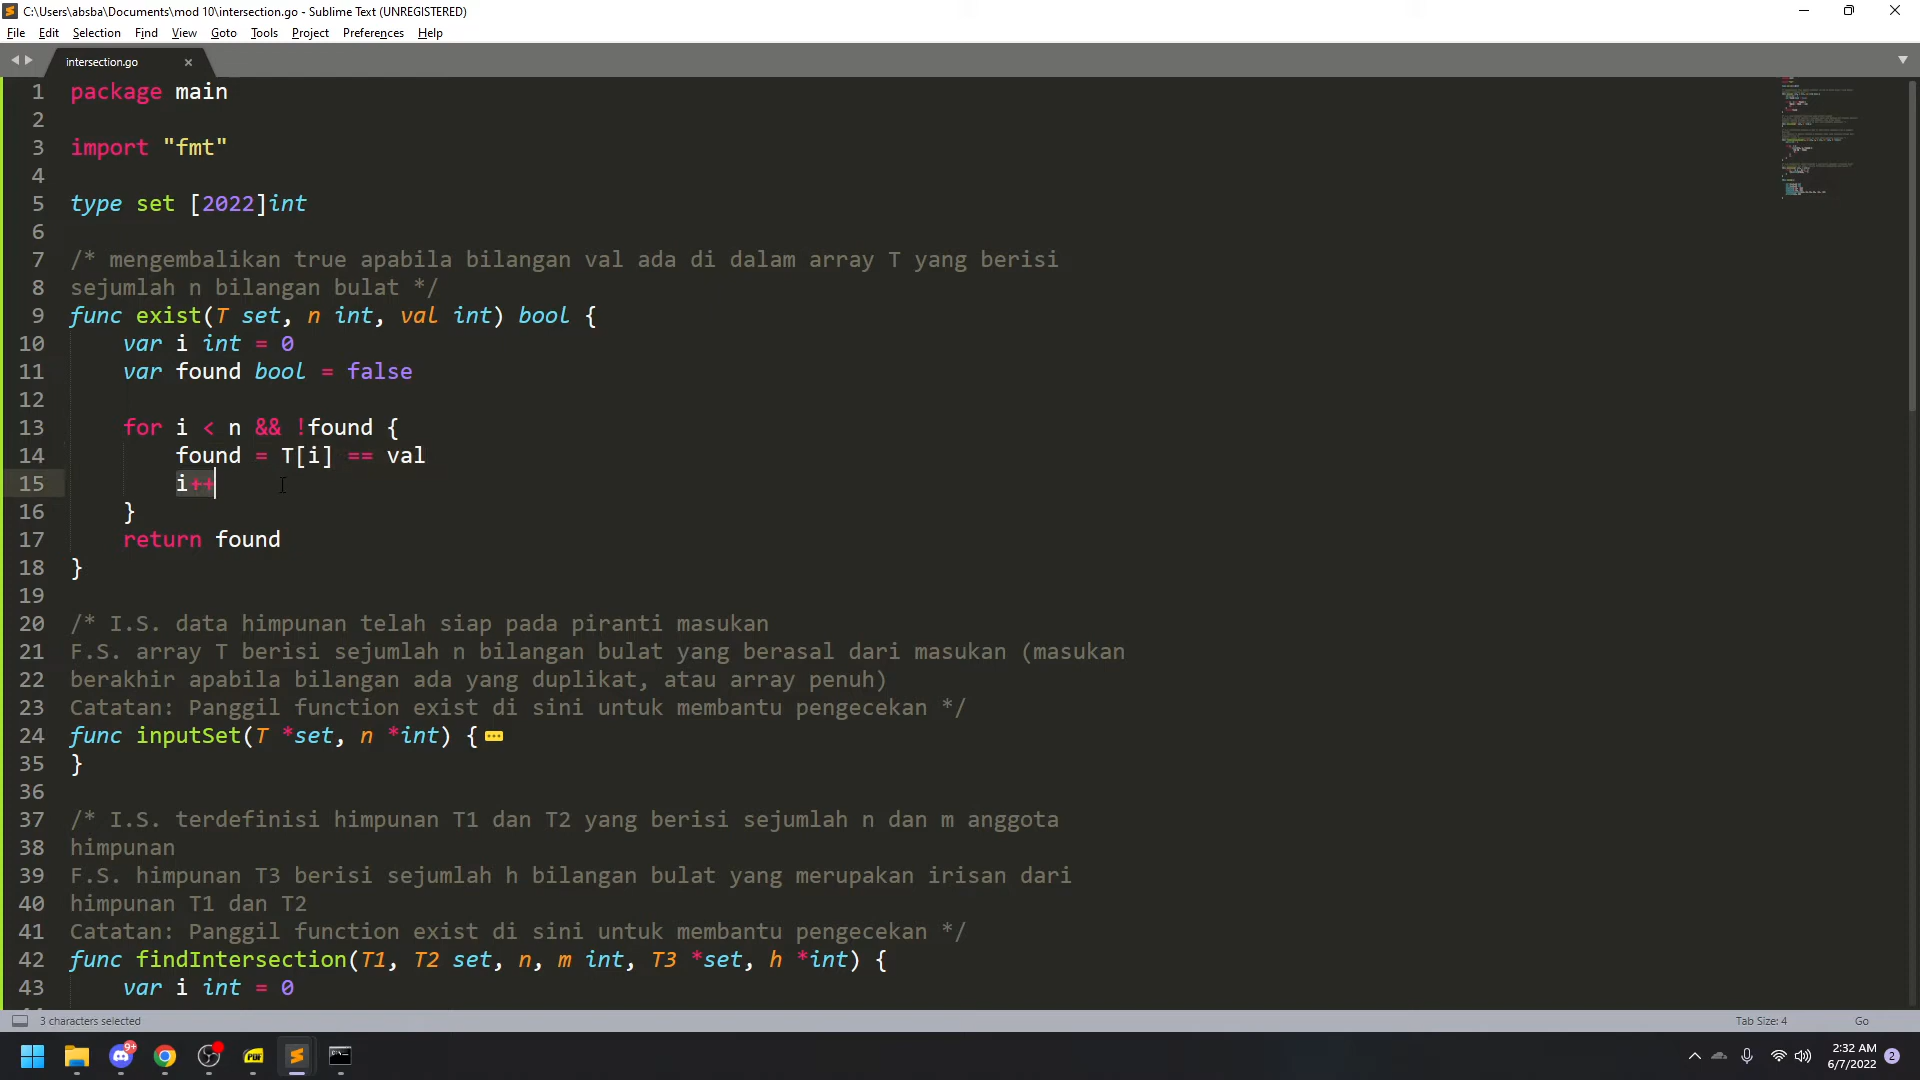 C:\Users\absba\Documents\mod 10\intersection.go - Sublime Text (UNREGISTERED)
File Edit Selection Find View Goto Tools Project Preferences Help
intersection.go
1 package main
2
3 import "fmt"
4
5 type set [2022]int
6
7 /* mengembalikan true apabila bilangan val ada di dalam array T yang berisi
8 sejumlah n bilangan bulat */
9 func exist(T set, n int, val int) bool {
10 var i int = 0
11 var found bool = false
12
13 for i < n && !found {
14 found = T[i] == val
15 i++
16 }
17 return found
18 }
19
20 /* I.S. data himpunan telah siap pada piranti masukan
21 F.S. array T berisi sejumlah n bilangan bulat yang berasal dari masukan (masukan
22 berakhir apabila bilangan ada yang duplikat, atau array penuh)
23 Catatan: Panggil function exist di sini untuk membantu pengecekan */
24 func inputSet(T *set, n *int) {
35 }
36
37 /* I.S. terdefinisi himpunan T1 dan T2 yang berisi sejumlah n dan m anggota
38 himpunan
39 F.S. himpunan T3 berisi sejumlah h bilangan bulat yang merupakan irisan dari
40 himpunan T1 dan T2
41 Catatan: Panggil function exist di sini untuk membantu pengecekan */
42 func findIntersection(T1, T2 set, n, m int, T3 *set, h *int) {
43 var i int = 0
3 characters selected
Tab Size: 4
Go
9+
PDF
2:32 AM
6/7/2022
2